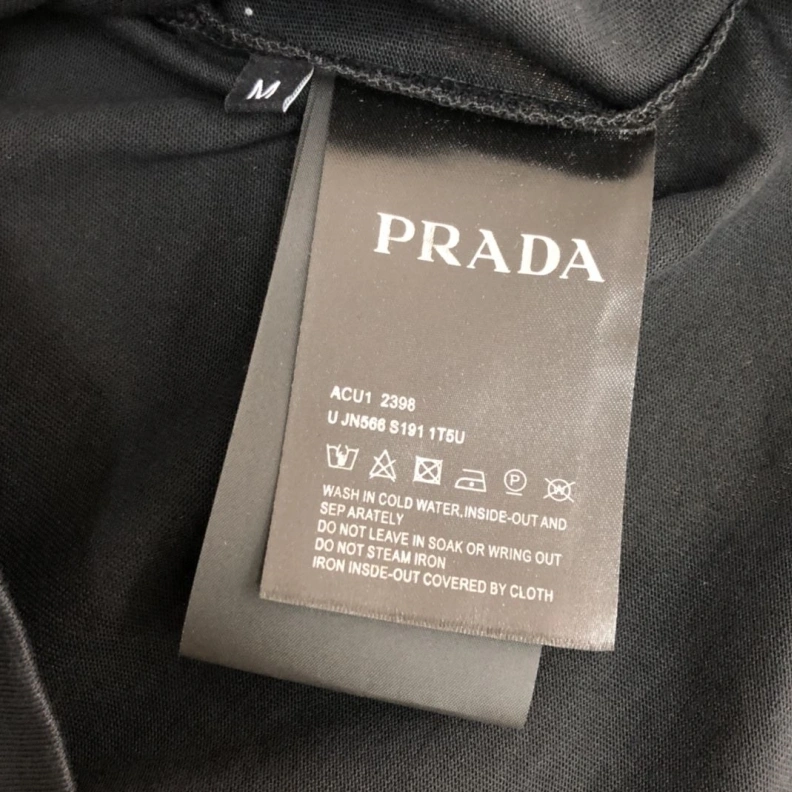 M
PRADA
ACU1 2398
U JN566 S191 1T5U
P
W
WASH IN COLD WATER,INSIDE-OUT AND
SEP ARATELY
DO NOT LEAVE IN SOAK OR WRING OUT
DO NOT STEAM IRON
IRON INSDE-OUT COVERED BY CLOTH